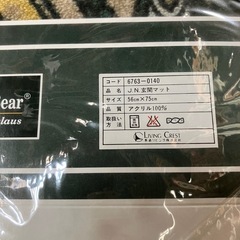 ear®
laus
コード 6763-0140
品名 J.N.玄関マット
サイズ 56cm×75cm
品質 アクリル100%
取扱い方法
LIVING CREST